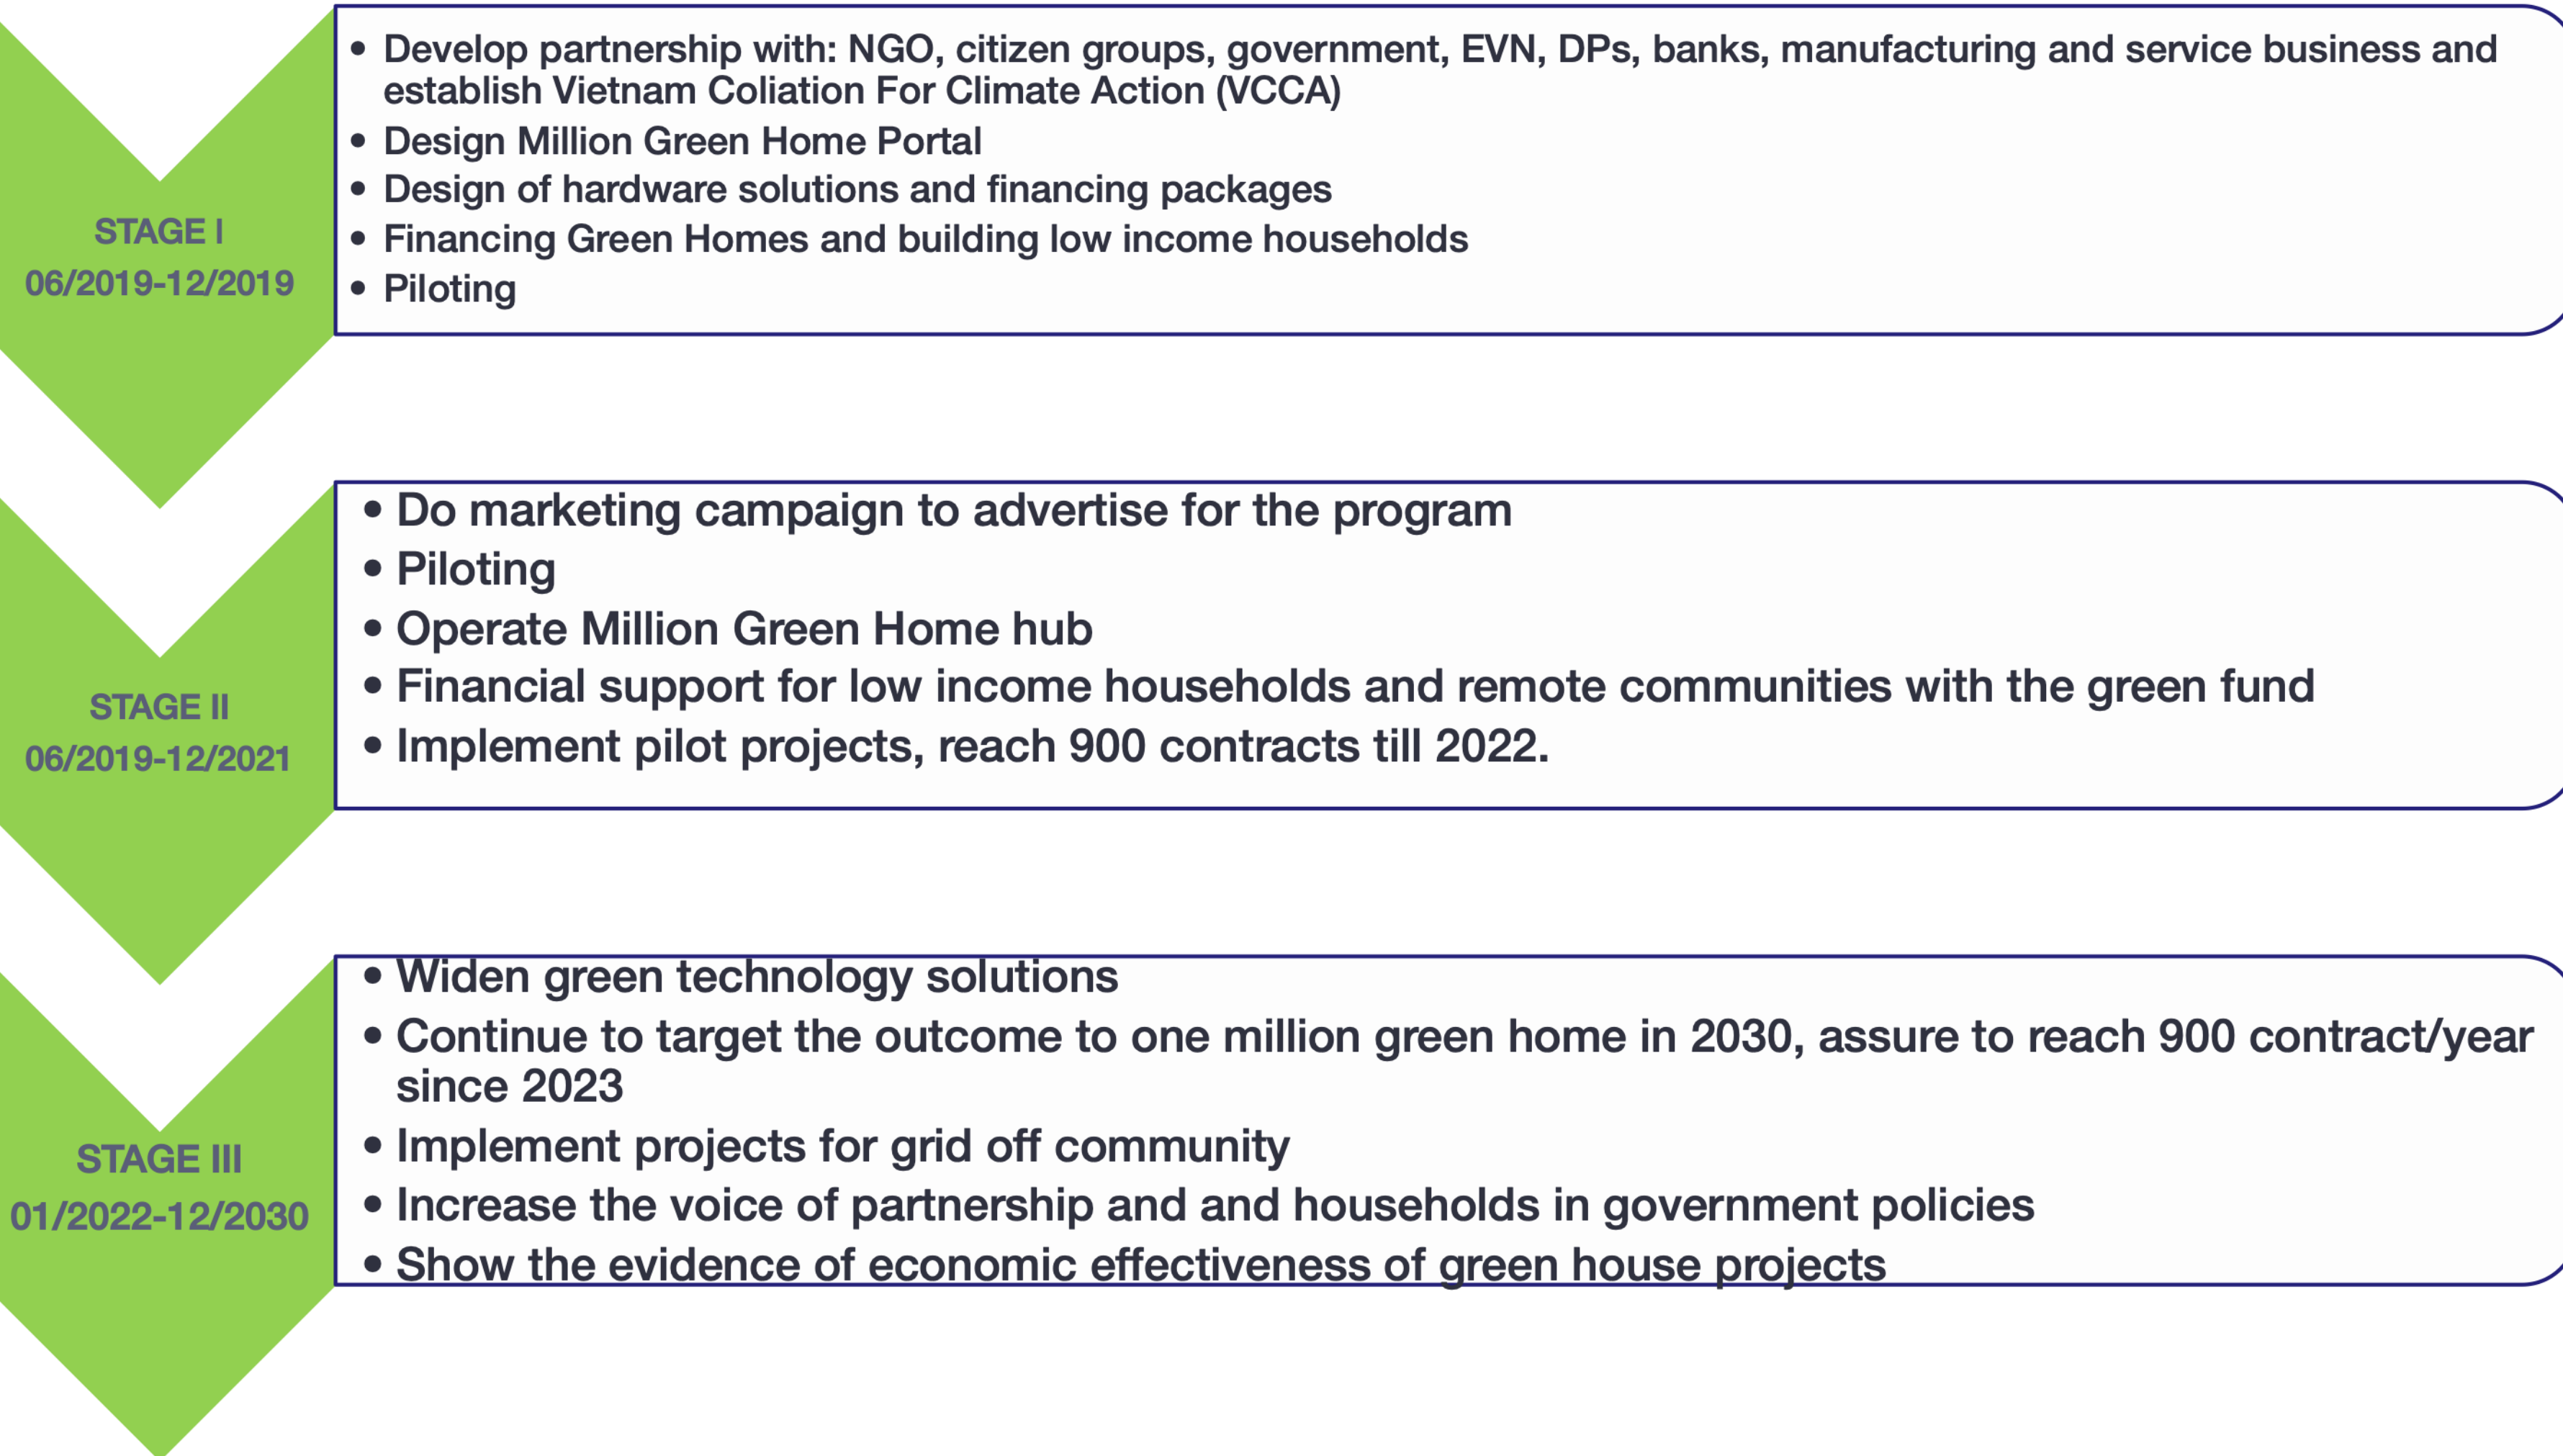 STAGE I
06/2019-12/2019
• Develop partnership with: NGO, citizen groups, government, EVN, DPs, banks, manufacturing and service business and
establish Vietnam Coliation For Climate Action (VCCA)
• Design Million Green Home Portal
• Design of hardware solutions and financing packages
• Financing Green Homes and building low income households
• Piloting
STAGE II
06/2019-12/2021
• Do marketing campaign to advertise for the program
• Piloting
• Operate Million Green Home hub
• Financial support for low income households and remote communities with the green fund
• Implement pilot projects, reach 900 contracts till 2022.
STAGE III
01/2022-12/2030
• Widen green technology solutions
• Continue to target the outcome to one million green home in 2030, assure to reach 900 contract/year
since 2023
• Implement projects for grid off community
• Increase the voice of partnership and and households in government policies
• Show the evidence of economic effectiveness of green house projects